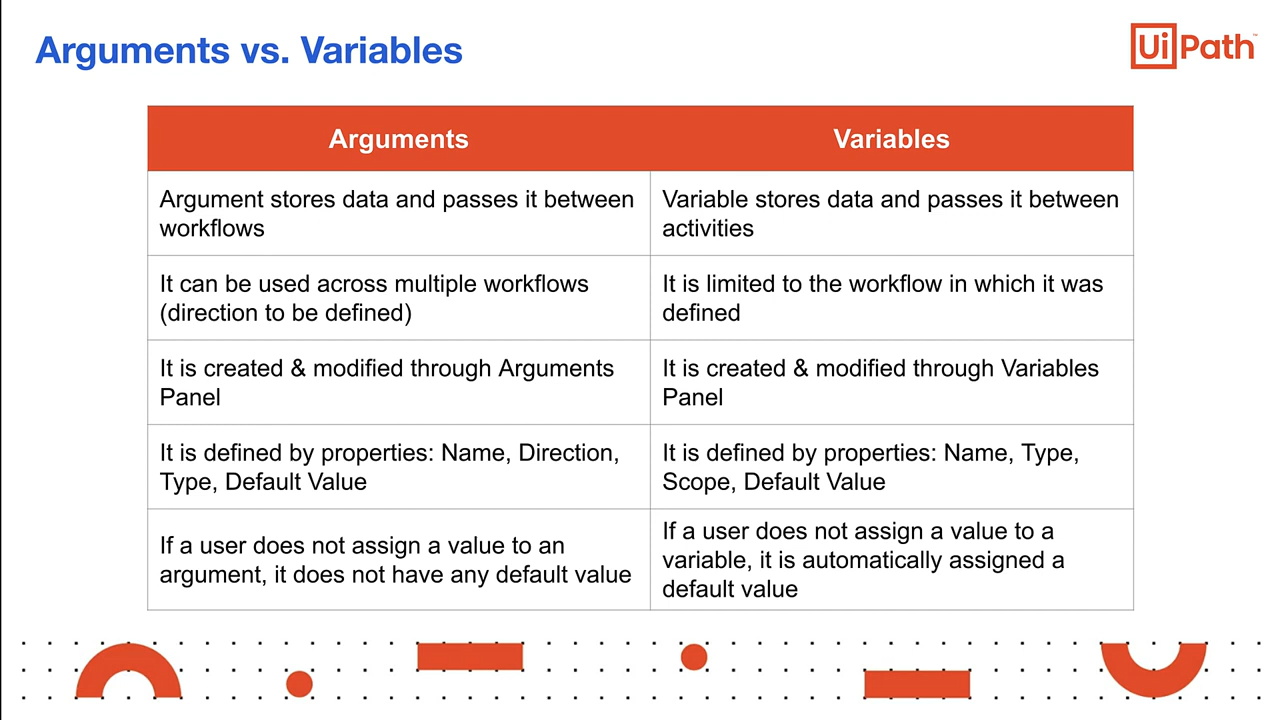 Arguments vs. Variables
Ui Path™
Arguments
Variables
Argument stores data and passes it between
workflows
Variable stores data and passes it between
activities
It can be used across multiple workflows
(direction to be defined)
It is limited to the workflow in which it was
defined
It is created & modified through Arguments
Panel
It is created & modified through Variables
Panel
It is defined by properties: Name, Direction,
Type, Default Value
It is defined by properties: Name, Type,
Scope, Default Value
If a user does not assign a value to an
argument, it does not have any default value
If a user does not assign a value to a
variable, it is automatically assigned a
default value